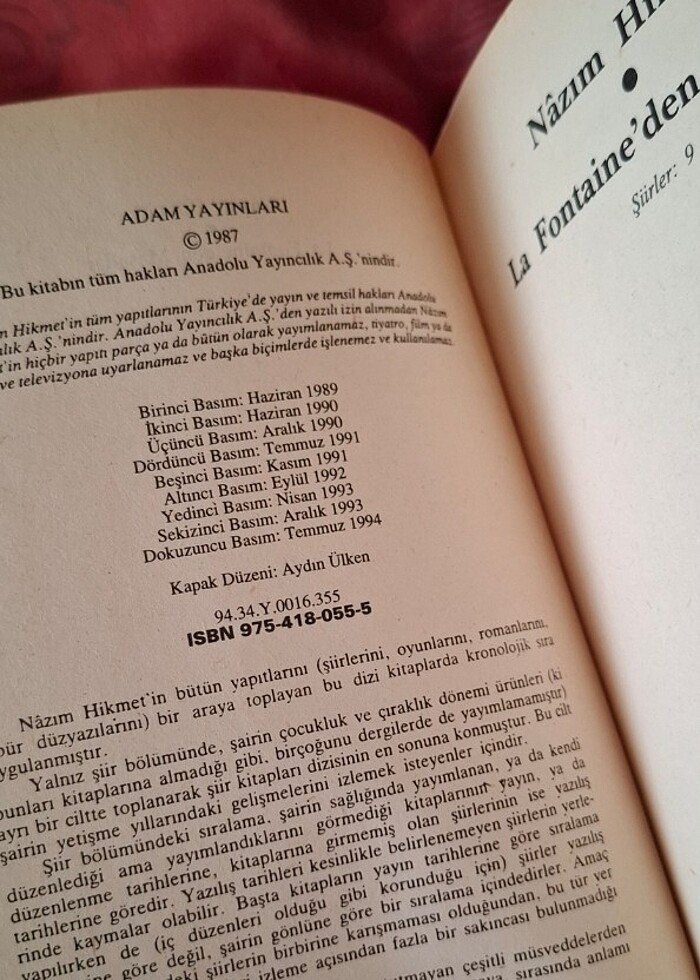 ADAM YAYINLARI
© 1987
Bu kitabın tüm hakları Anadolu Yayıncılık A.Ş.'nindir.
Hikmet'in tüm yapıtlarının Türkiye'de yayın ve temsil hakları Anadolu
A.Ş.'nindir. Anadolu Yayıncılık A.Ş.'den yazılı izin alınmadan Nâzım
hiçbir yapıtı parça ya da bütün olarak yayımlanamaz, tiyatro, film ya da
ve televizyona uyarlanamaz ve başka biçimlerde işlenemez ve kullanılamaz.
Birinci Basım: Haziran 1989
İkinci Basım: Haziran 1990
Üçüncü Basım: Aralık 1990
Dördüncü Basım: Temmuz 1991
Beşinci Basım: Kasım 1991
Altıncı Basım: Eylül 1992
Yedinci Basım: Nisan 1993
Sekizinci Basım: Aralık 1993
Dokuzuncu Basım: Temmuz 1994
Kapak Düzeni: Aydın Ülken
94.34.Y.0016.355
ISBN 975-418-055-5
Nâzım Hikmet'in bütün yapıtlarını (şiirlerini, oyunlarını, romanlarını,
düzyazılarını) bir araya toplayan bu dizi kitaplarda kronolojik sıra
uygulanmıştır.
Yalnız şiir bölümünde, şairin çocukluk ve çıraklık dönemi ürünleri (ki
bunları kitaplarına almadığı gibi, birçoğunu dergilerde de yayımlamamıştır)
ayrı bir ciltte toplanarak şiir kitapları dizisinin en sonuna konmuştur. Bu cilt
şairin yetişme yıllarındaki gelişmelerini izlemek isteyenler içindir.
Şiir bölümündeki sıralama, şairin sağlığında yayımlanan, ya da kendi
düzenlediği ama yayımlandıklarını görmediği kitaplarının yayın, ya da
düzenlenme tarihlerine, kitaplarına girmemiş olan şiirlerinin ise yazılış
tarihlerine göredir. Yazılış tarihleri kesinlikle belirlenemeyen şiirlerin yerle-
rinde kaymalar olabilir. Başta kitapların yayın tarihlerine göre sıralama
yapılırken de (iç düzenleri olduğu gibi korunduğu için) şiirler yazılış
göre değil, şairin gönlüne göre bir sıralama içindedirler. Amaç
şiirlerin birbirine karışmaması olduğundan, bu tür yer
izleme açısından fazla bir sakıncası bulunmadığı
çeşitli müsveddelerden
sırasında anlamı
Nâzım
●
La Fontaine'den
Şiirler: 9